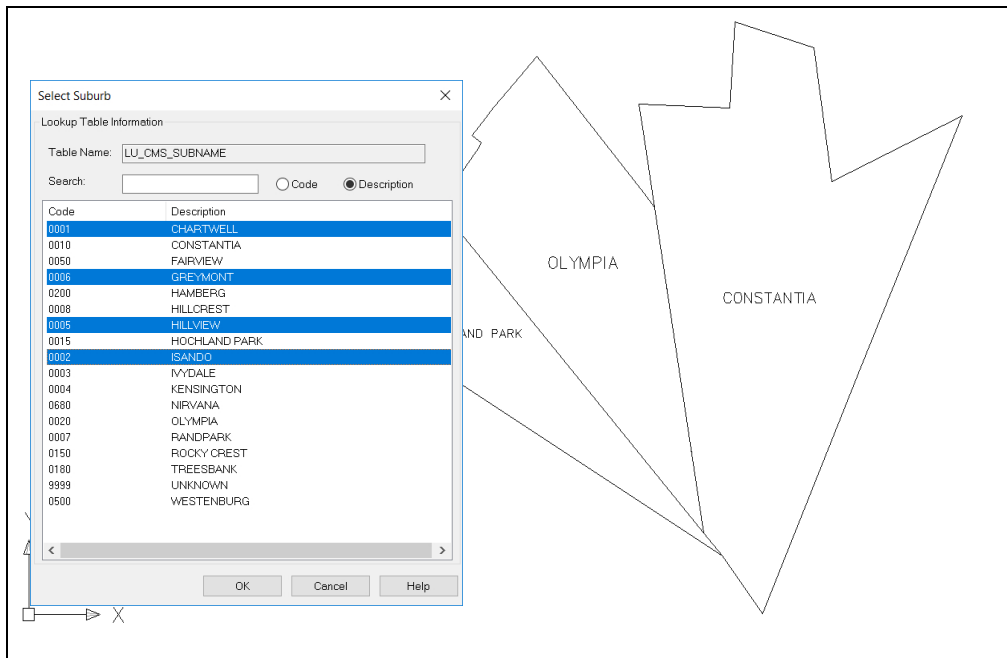 Select Suburb
Lookup Table Information
Table Name: LU_CMS_SUBNAME
Search: Code Description
Code Description
0001 CHARTWELL
0010 CONSTANTIA
0050 FAIRVIEW
0006 GREYMONT
0200 HAMBERG
0008 HILLCREST
0005 HILLVIEW
0015 HOCHLAND PARK
0002 ISANDO
0003 IVYDALE
0004 KENSINGTON
0680 NIRVANA
0020 OLYMPIA
0007 RANDPARK
0150 ROCKY CREST
0180 TREESBANK
9999 UNKNOWN
0500 WESTENBURG
OK Cancel Help
OLYMPIA
CONSTANTIA
AND PARK
X